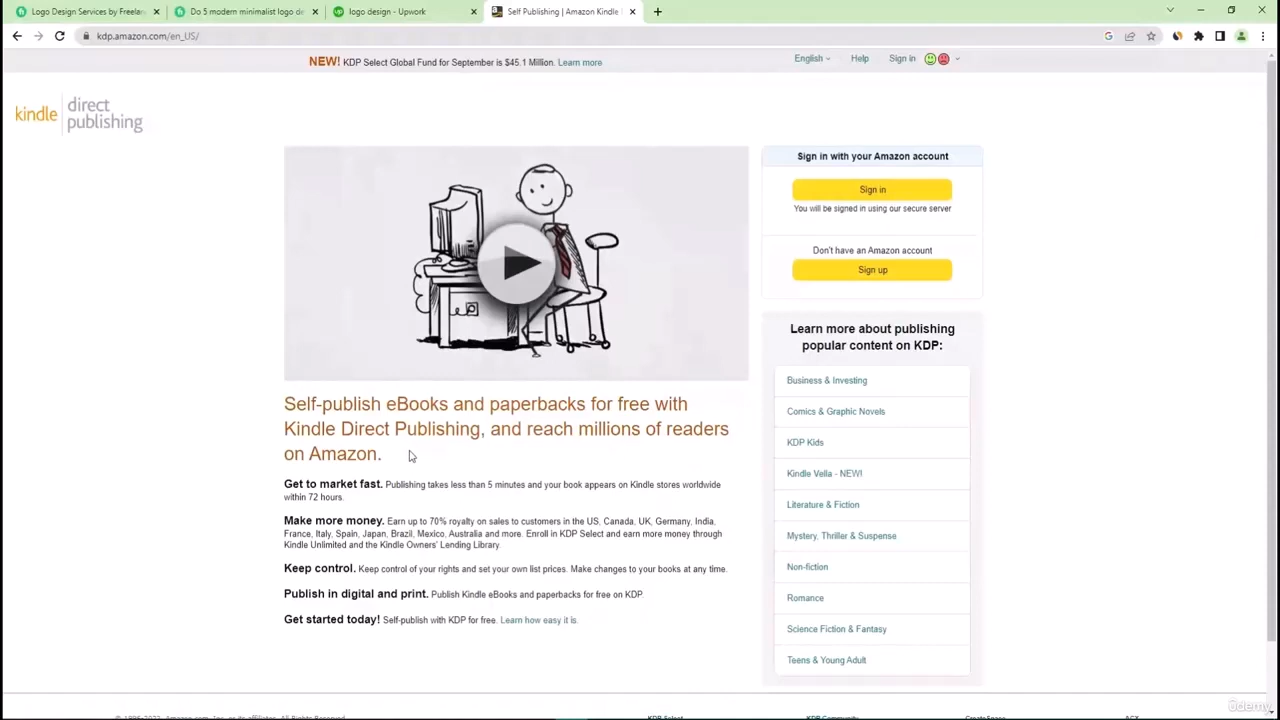 Logo Design Services by Freelan
Do 5 modern minimalist logo de
logo design - Upwork
Self Publishing | Amazon Kindle
kdp.amazon.com/en_US/
NEW! KDP Select Global Fund for September is $45.1 Million. Learn more
English
Help
Sign in
kindle direct publishing
Sign in with your Amazon account
Sign in
You will be signed in using our secure server
Don't have an Amazon account
Sign up
Self-publish eBooks and paperbacks for free with
Kindle Direct Publishing, and reach millions of readers
on Amazon.
Get to market fast. Publishing takes less than 5 minutes and your book appears on Kindle stores worldwide
within 72 hours.
Make more money. Earn up to 70% royalty on sales to customers in the US, Canada, UK, Germany, India,
France, Italy, Spain, Japan, Brazil, Mexico, Australia and more. Enroll in KDP Select and earn more money through
Kindle Unlimited and the Kindle Owners' Lending Library.
Keep control. Keep control of your rights and set your own list prices. Make changes to your books at any time.
Publish in digital and print. Publish Kindle eBooks and paperbacks for free on KDP.
Get started today! Self-publish with KDP for free. Learn how easy it is.
Learn more about publishing
popular content on KDP:
Business & Investing
Comics & Graphic Novels
KDP Kids
Kindle Vella - NEW!
Literature & Fiction
Mystery, Thriller & Suspense
Non-fiction
Romance
Science Fiction & Fantasy
Teens & Young Adult
ûdemy